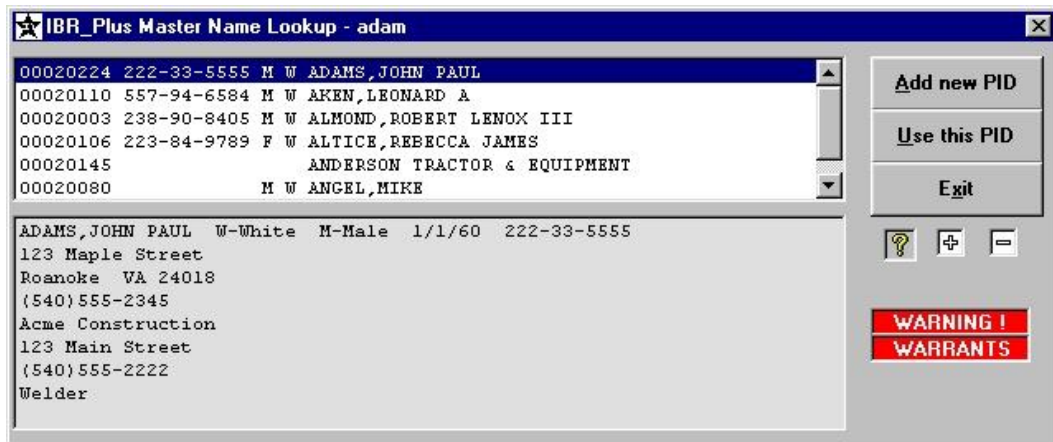 IBR_Plus Master Name Lookup - adam
00020224 222-33-5555 M W ADAMS,JOHN PAUL
00020110 557-94-6584 M W AKEN,LEONARD A
00020003 238-90-8405 M W ALMOND,ROBERT LENOX III
00020106 223-84-9789 F W ALTICE,REBECCA JAMES
00020145 ANDERSON TRACTOR & EQUIPMENT
00020080 M W ANGEL,MIKE
Add new PID
Use this PID
Exit
ADAMS,JOHN PAUL W-White M-Male 1/1/60 222-33-5555
123 Maple Street
Roanoke VA 24018
(540)555-2345
Acme Construction
123 Main Street
(540)555-2222
Welder
WARNING !
WARRANTS